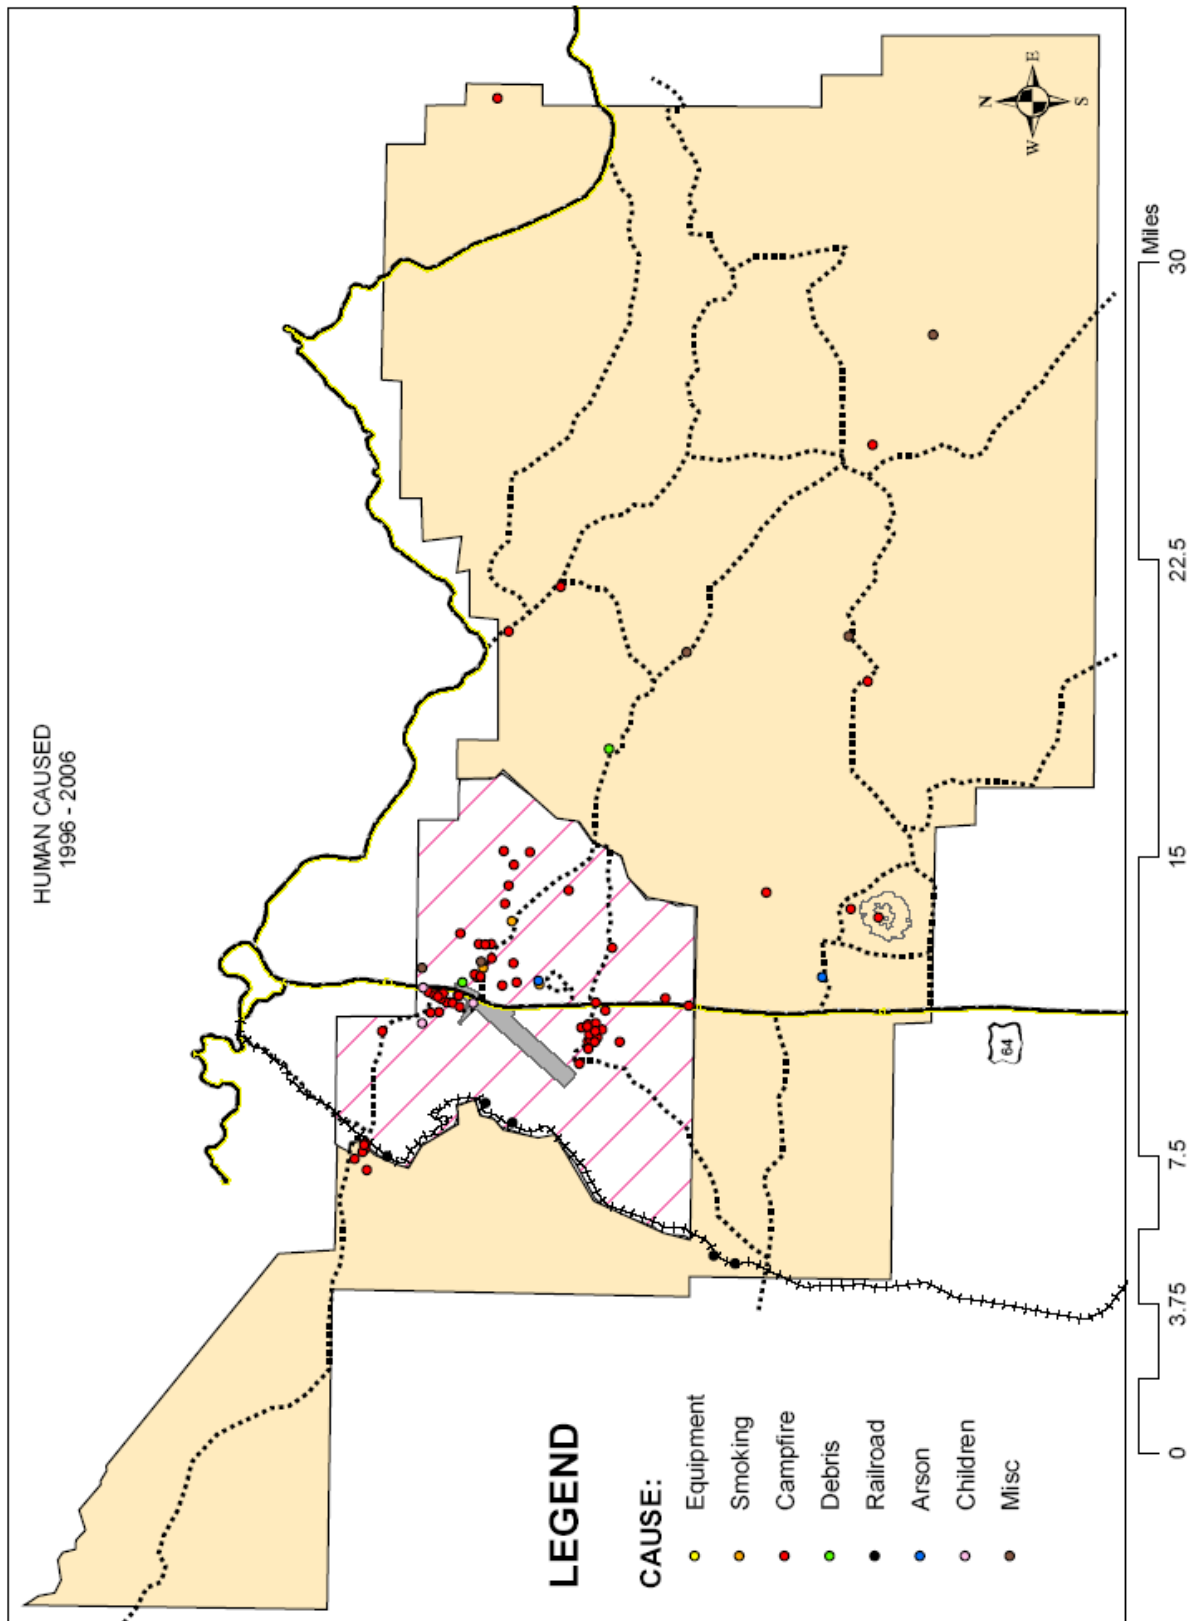 HUMAN CAUSED
1996 - 2006
N
E
W
S
64
LEGEND
CAUSE:
Equipment
Smoking
Campfire
Debris
Railroad
Arson
Children
Misc
0 3.75 7.5 15 22.5 30
Miles